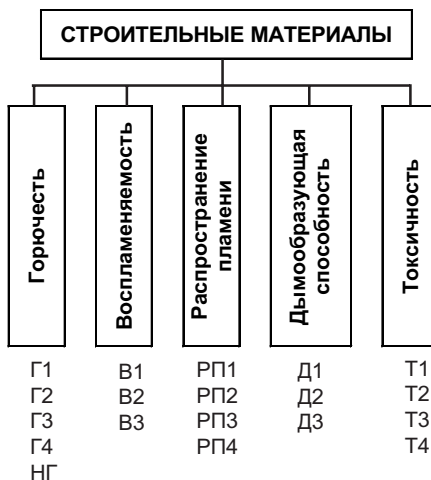 СТРОИТЕЛЬНЫЕ МАТЕРИАЛЫ
Горючесть
Г1
Г2
Г3
Г4
НГ
Воспламеняемость
В1
В2
В3
Распространение
пламени
РП1
РП2
РП3
РП4
Дымообразующая
способность
Д1
Д2
Д3
Токсичность
Т1
Т2
Т3
Т4